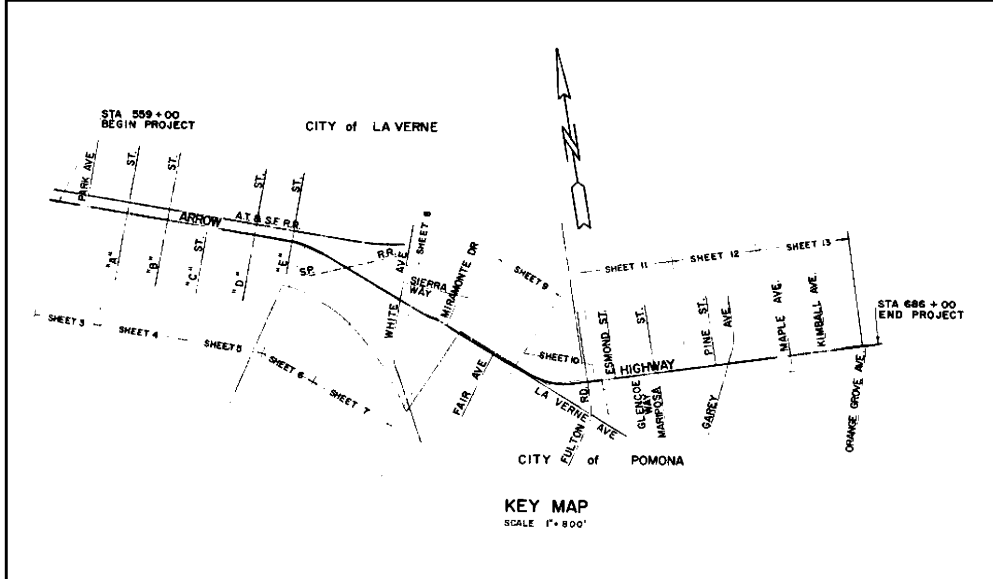 STA 559+00
BEGIN PROJECT
CITY of LA VERNE
PARK AVE
ST.
ST.
ST.
ST.
ARROW
A.T. & S.F. R.R.
"A"
"B"
"C" ST.
"D"
"E"
S.P.
R.R.
WHITE AVE
SHEET 8
SIERRA
WAY
MIRAMONTE DR
SHEET 9
SHEET 11
SHEET 12
SHEET 13
STA 686+00
END PROJECT
SHEET 3
SHEET 4
SHEET 5
SHEET 6
SHEET 7
FAIR AVE
SHEET 10
HIGHWAY
LA VERNE AVE
FULTON RD.
ESMOND ST.
GLENCOE
WAY
MARIPOSA ST.
PINE ST.
GAREY AVE.
MAPLE AVE.
KIMBALL AVE.
ORANGE GROVE AVE.
CITY of POMONA
KEY MAP
SCALE 1"=800'